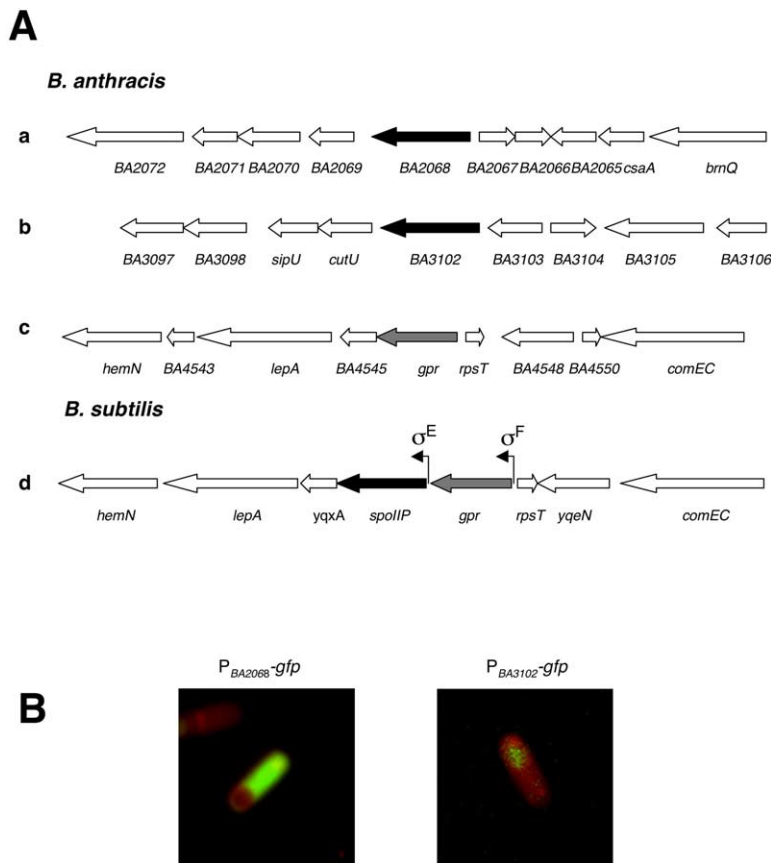 A
B. anthracis
a
BA2072 BA2071 BA2070 BA2069 BA2068 BA2067 BA2066 BA2065 csaA brnQ
b
BA3097 BA3098 sipU cutU BA3102 BA3103 BA3104 BA3105 BA3106
c
hemN BA4543 lepA BA4545 gpr rpsT BA4548 BA4550 comEC
B. subtilis
σE σF
d
hemN lepA yqxA spoIIP gpr rpsT yqeN comEC
PBA2068-gfp PBA3102-gfp
B